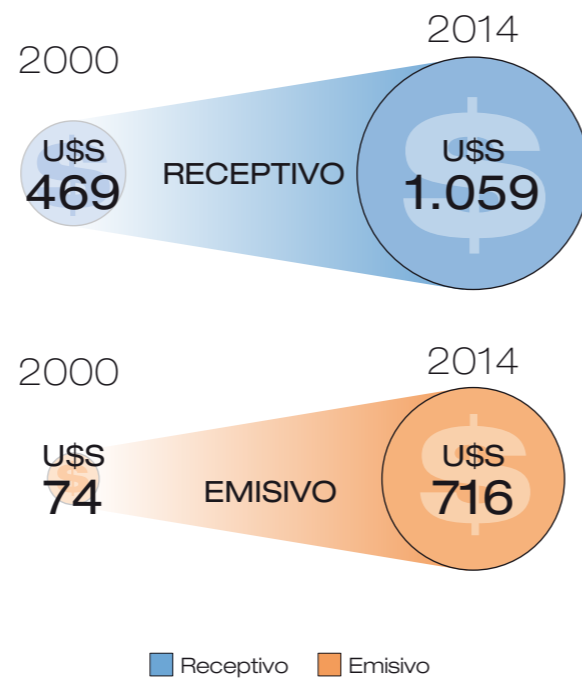 2000
2014
U$S
469
RECEPTIVO
U$S
1.059
2000
2014
U$S
74
EMISIVO
U$S
716
Receptivo
Emisivo